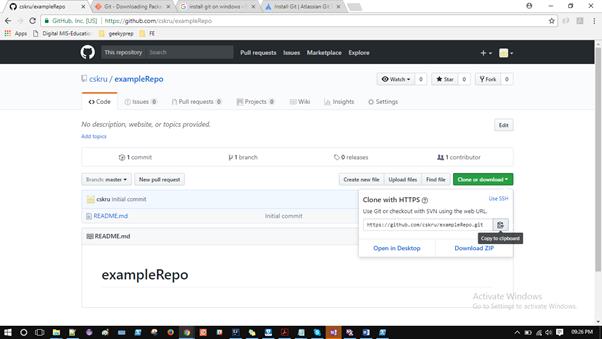 cskru/exampleRepo
Git - Downloading Packa
install git on windows -
Install Git | Atlassian Git
GitHub, Inc. [US] | https://github.com/cskru/exampleRepo
Apps Digital MIS-Educatio geekyprep FE
This repository Search Pull requests Issues Marketplace Explore
cskru / exampleRepo
Watch 0 Star 0 Fork 0
Code Issues 0 Pull requests 0 Projects 0 Wiki Insights Settings
No description, website, or topics provided. Edit
Add topics
1 commit 1 branch 0 releases 1 contributor
Branch: master New pull request Create new file Upload files Find file Clone or download
cskru Initial commit
README.md Initial commit
Clone with HTTPS Use SSH
Use Git or checkout with SVN using the web URL.
https://github.com/cskru/exampleRepo.git
Copy to clipboard
Open in Desktop Download ZIP
README.md
exampleRepo
Activate Windows
Go to Settings to activate Windows.
09:26 PM